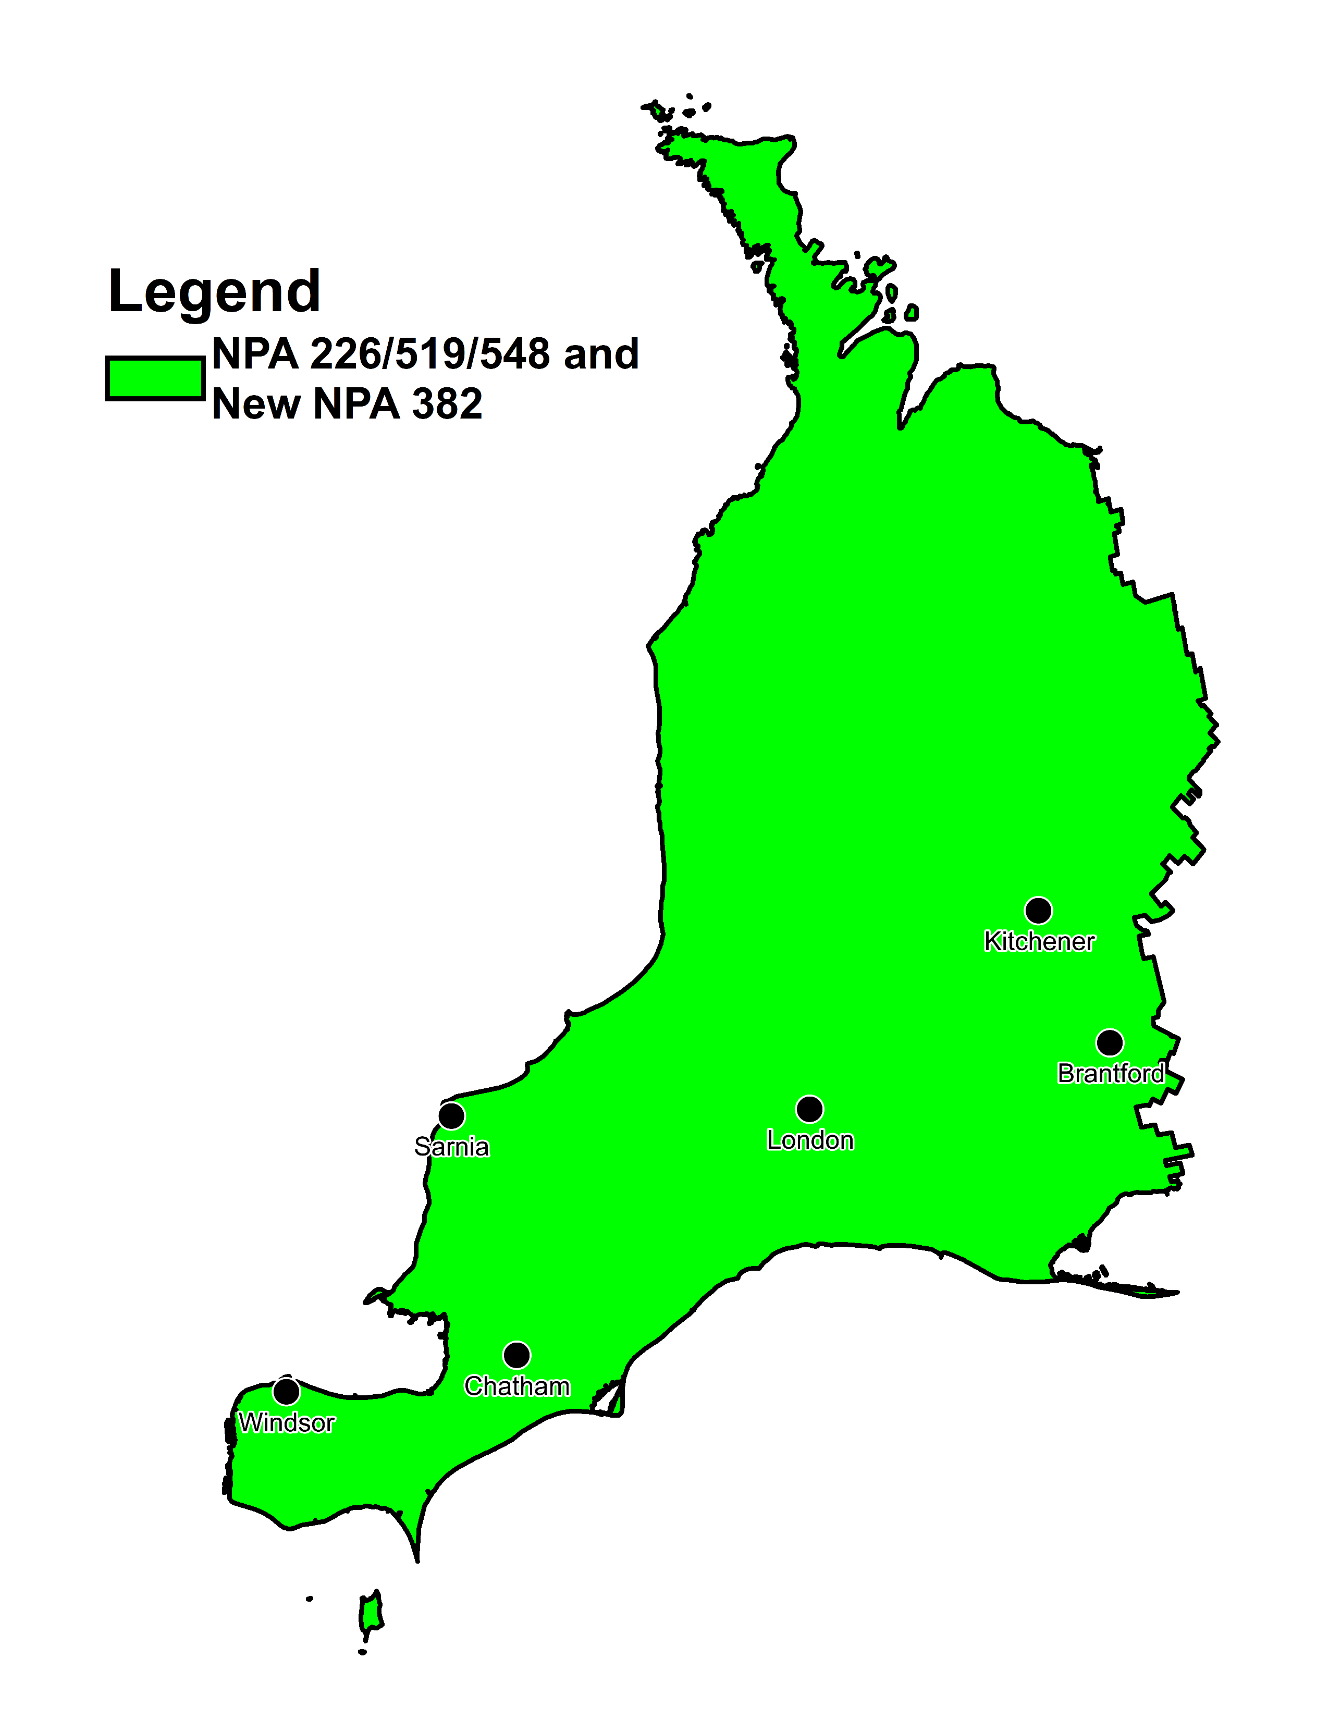 Legend
NPA 226/519/548 and
New NPA 382
Kitchener
Brantford
London
Sarnia
Chatham
Windsor